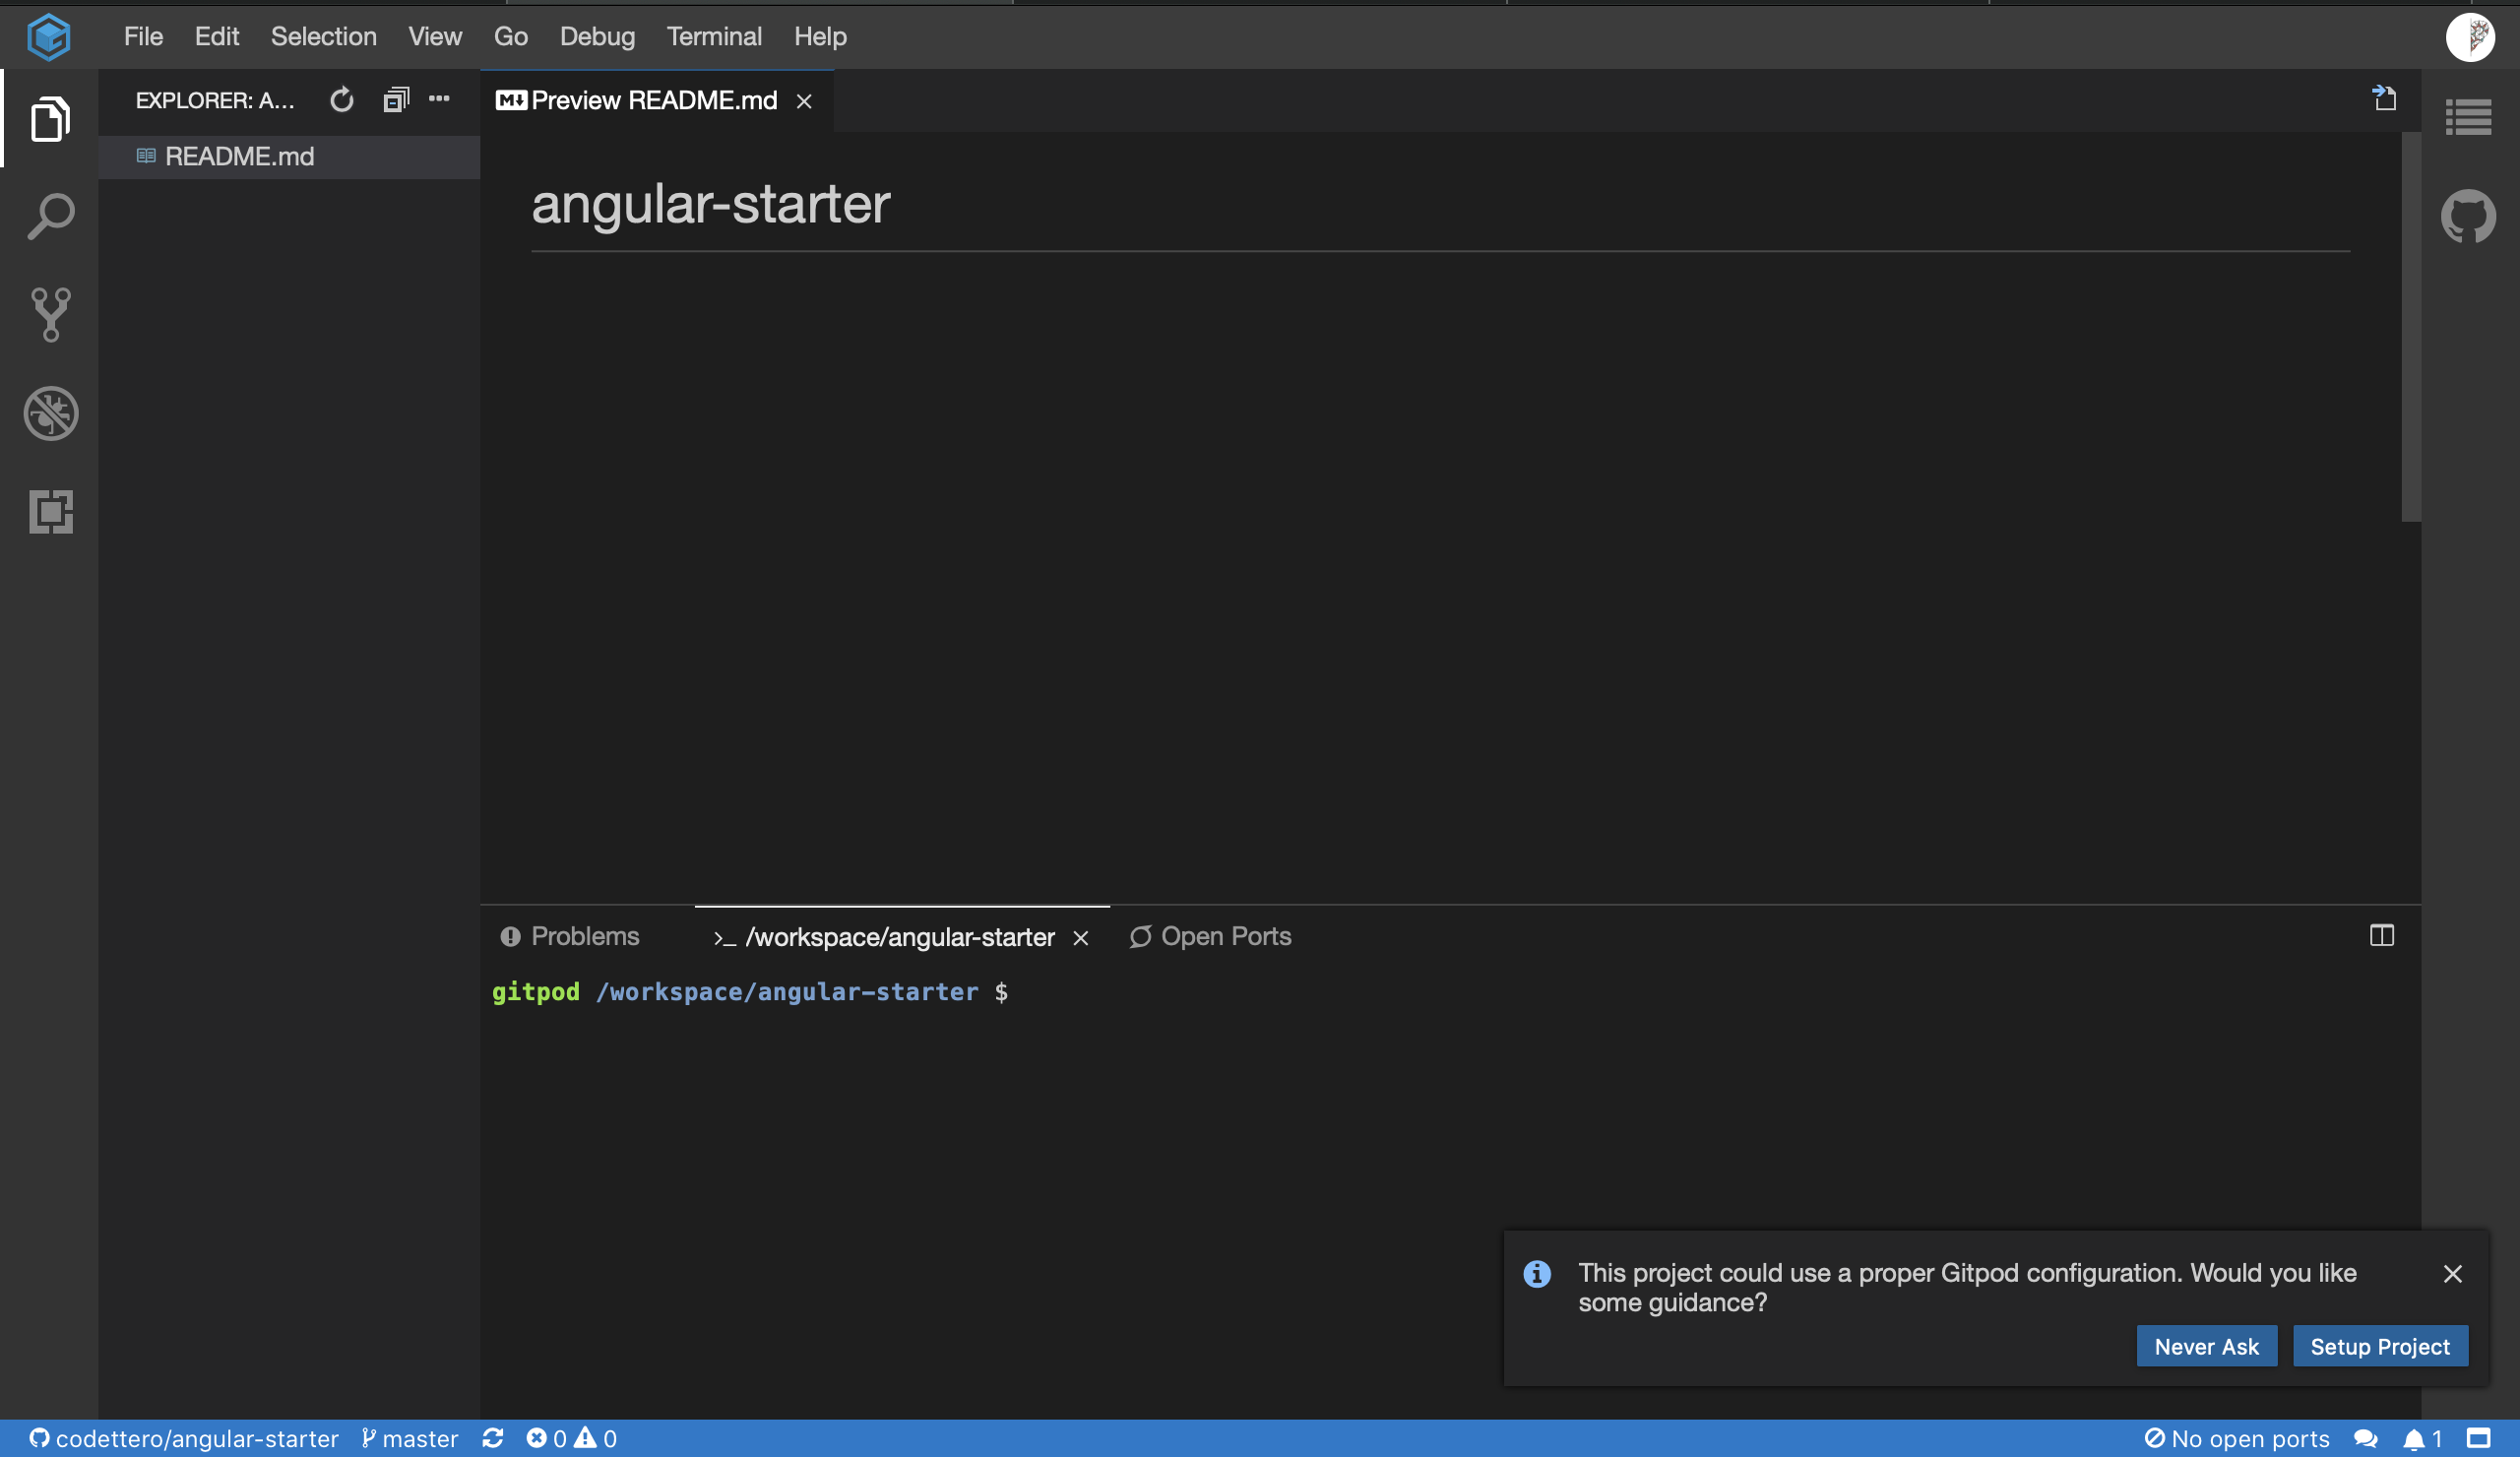 File Edit Selection View Go Debug Terminal Help
EXPLORER: A...
Preview README.md
README.md
angular-starter
Problems
>_ /workspace/angular-starter
Open Ports
gitpod /workspace/angular-starter $
This project could use a proper Gitpod configuration. Would you like
some guidance?
Never Ask
Setup Project
codettero/angular-starter master 0 0
No open ports 1